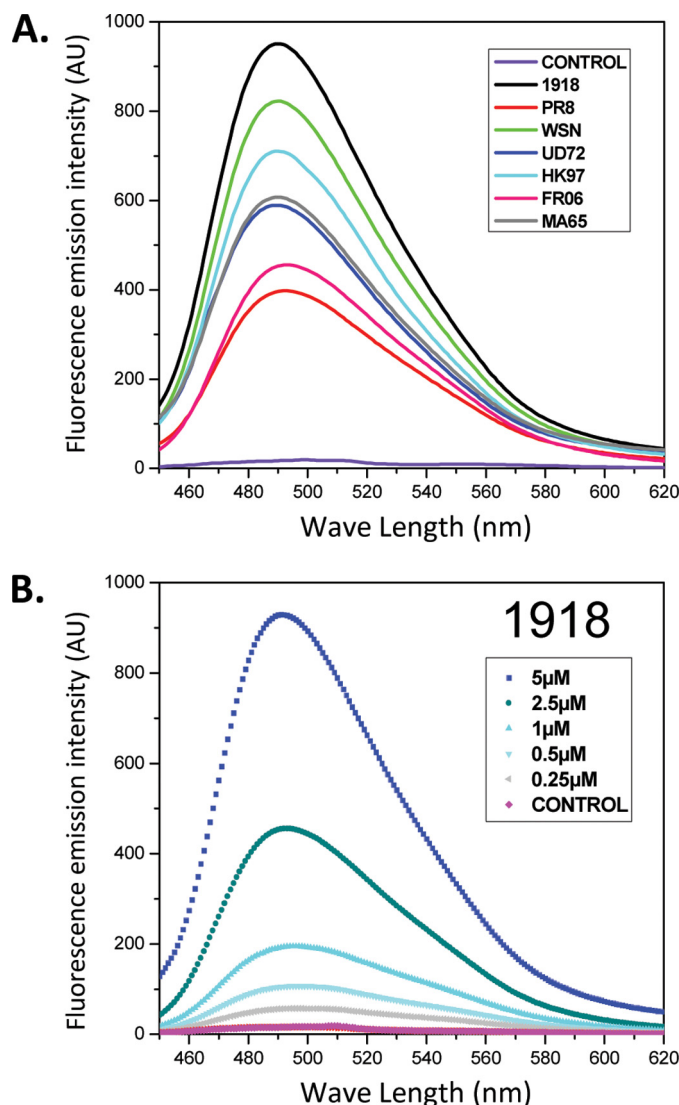 A.
Fluorescence emission intensity (AU)
1000
800
600
400
200
0
CONTROL
1918
PR8
WSN
UD72
HK97
FR06
MA65
460 480 500 520 540 560 580 600 620
Wave Length (nm)
B.
Fluorescence emission intensity (AU)
1000
800
600
400
200
0
1918
5µM
2.5µM
1µM
0.5µM
0.25µM
CONTROL
460 480 500 520 540 560 580 600 620
Wave Length (nm)